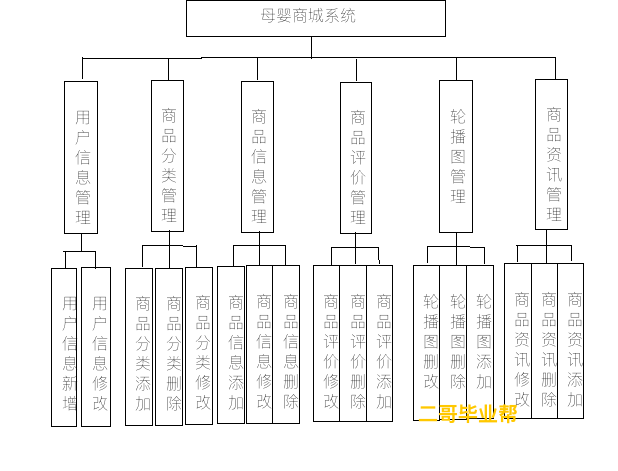 母婴商城系统
用户信息管理
商品分类管理
商品信息管理
商品评价管理
轮播图管理
商品资讯管理
用户信息新增
用户信息修改
商品分类添加
商品分类删除
商品分类修改
商品信息添加
商品信息修改
商品信息删除
商品评价修改
商品评价删除
商品评价添加
轮播图删改
轮播图删除
轮播图添加
商品资讯修改
商品资讯删除
商品资讯添加
二哥毕业帮